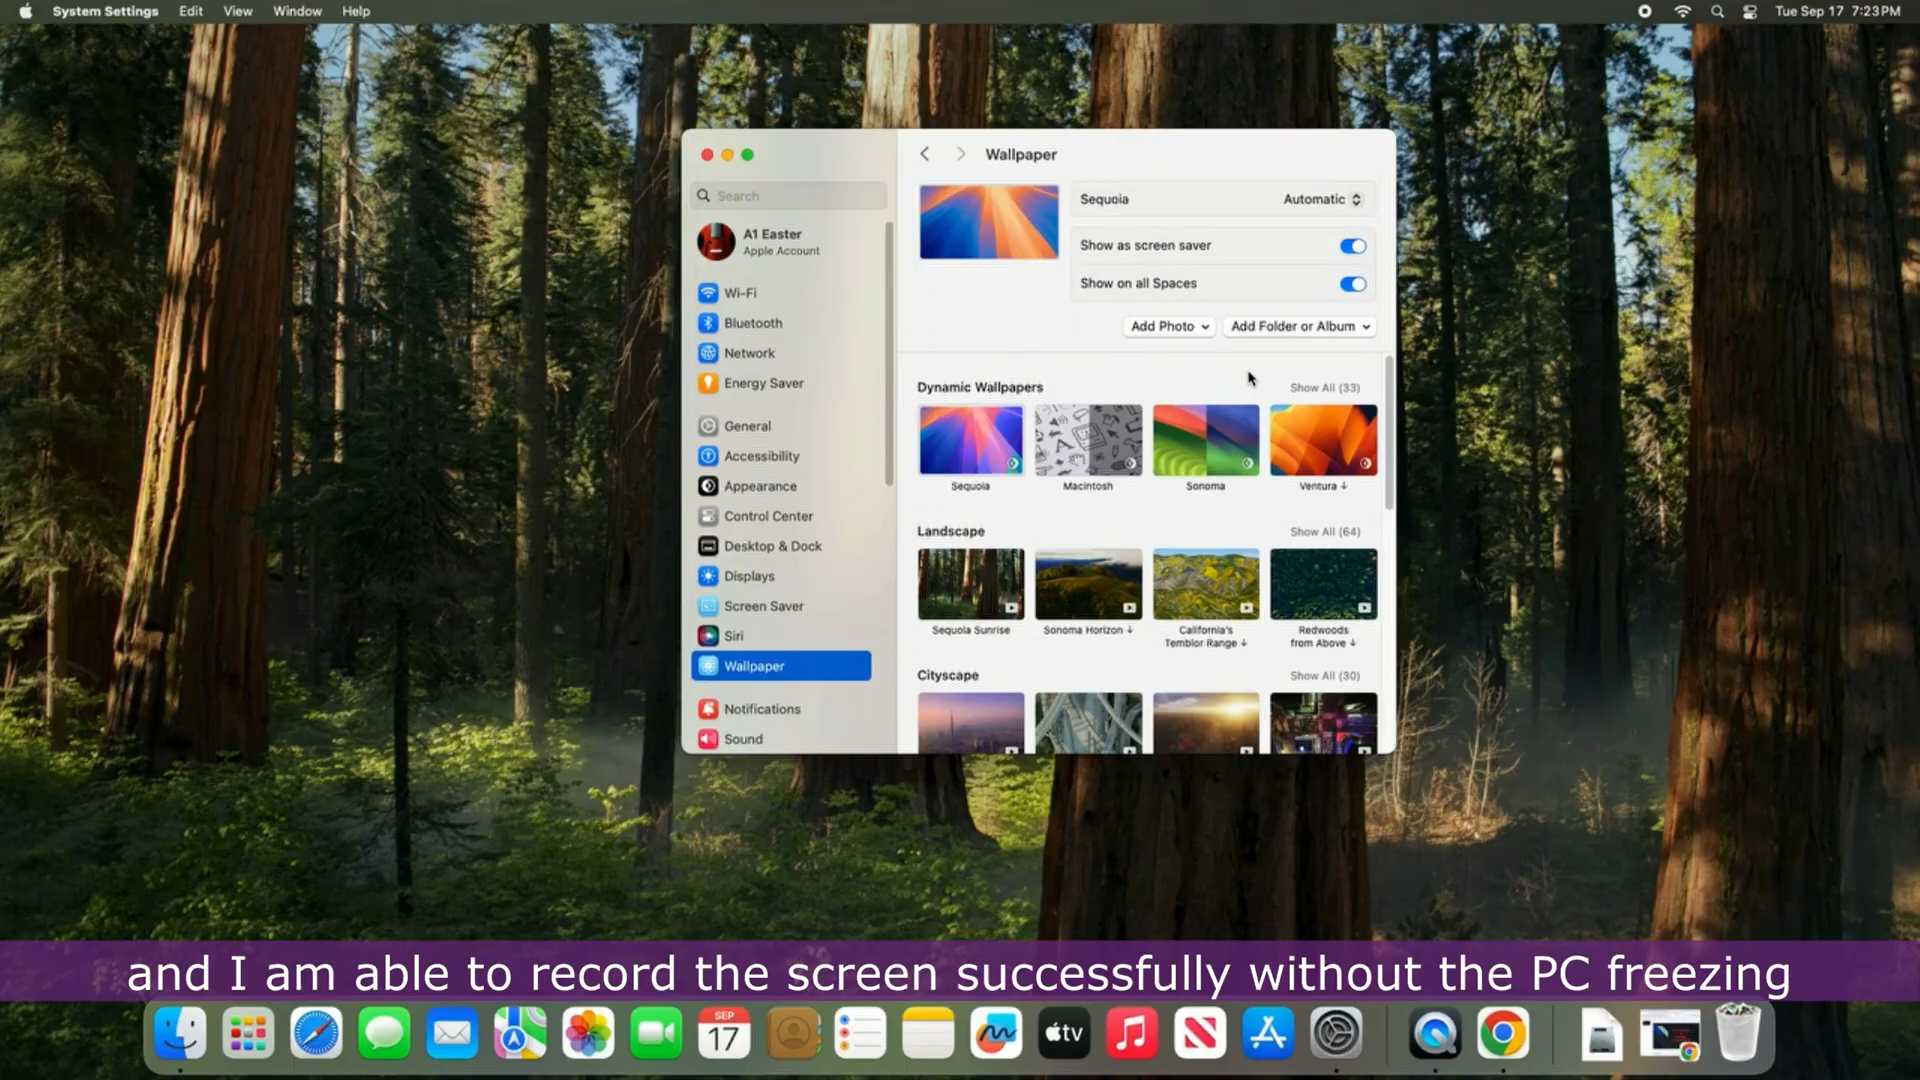 System Settings Edit View Window Help
Tue Sep 17 7:23 PM
Wallpaper
Search
A1 Easter
Apple Account
Wi-Fi
Bluetooth
Network
Energy Saver
General
Accessibility
Appearance
Control Center
Desktop & Dock
Displays
Screen Saver
Siri
Wallpaper
Notifications
Sound
Sequoia Automatic
Show as screen saver
Show on all Spaces
Add Photo Add Folder or Album
Dynamic Wallpapers Show All (33)
Sequoia Macintosh Sonoma Ventura ↓
Landscape Show All (64)
Sequoia Sunrise Sonoma Horizon ↓ California's Temblor Range ↓ Redwoods from Above ↓
Cityscape Show All (30)
and I am able to record the screen successfully without the PC freezing
SEP
17
tv